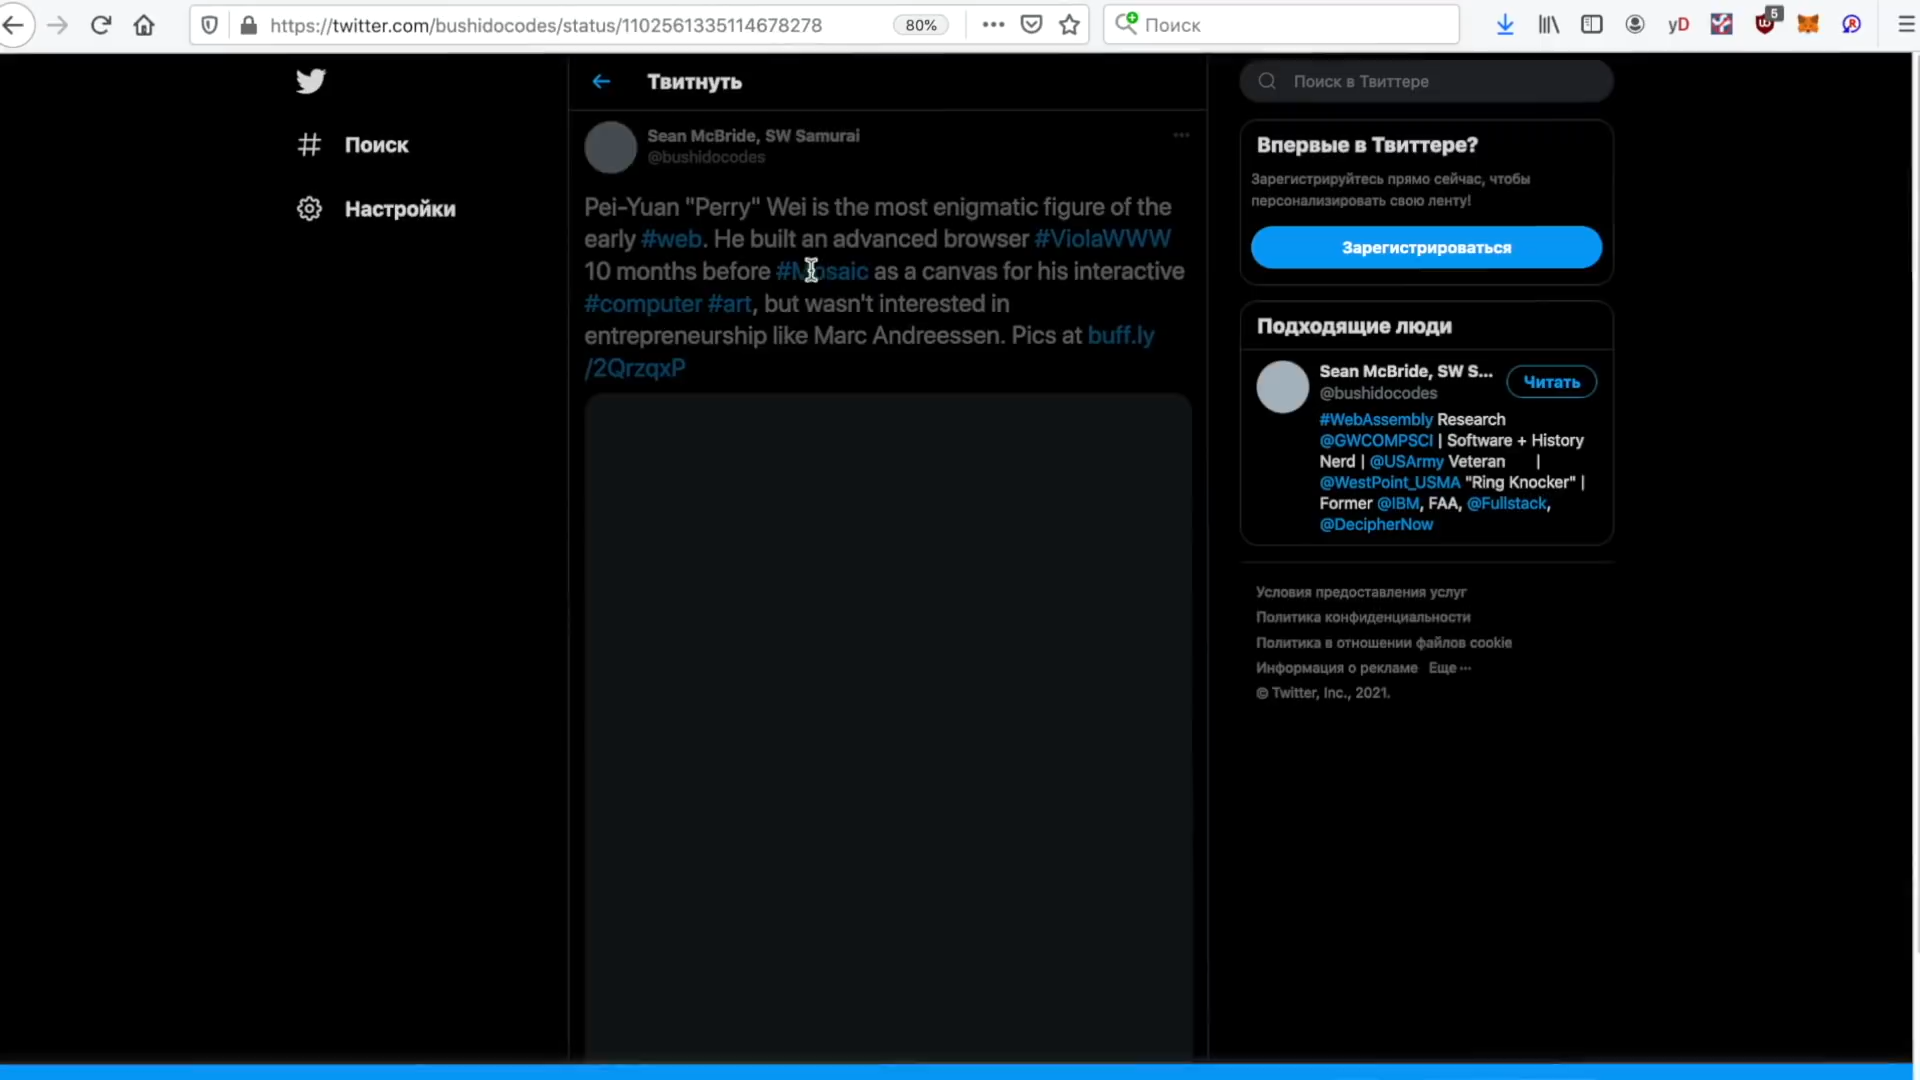 https://twitter.com/bushidocodes/status/1102561335114678278
80%
Поиск
yD
5
Поиск
Настройки
Твитнуть
Sean McBride, SW Samurai
@bushidocodes
Pei-Yuan "Perry" Wei is the most enigmatic figure of the
early #web. He built an advanced browser #ViolaWWW
10 months before #Mosaic as a canvas for his interactive
#computer #art, but wasn't interested in
entrepreneurship like Marc Andreessen. Pics at buff.ly
/2QrzqxP
Поиск в Твиттере
Впервые в Твиттере?
Зарегистрируйтесь прямо сейчас, чтобы
персонализировать свою ленту!
Зарегистрироваться
Подходящие люди
Sean McBride, SW S...
@bushidocodes
Читать
#WebAssembly Research
@GWCOMPSCI | Software + History
Nerd | @USArmy Veteran |
@WestPoint_USMA "Ring Knocker" |
Former @IBM, FAA, @Fullstack,
@DecipherNow
Условия предоставления услуг
Политика конфиденциальности
Политика в отношении файлов cookie
Информация о рекламе Еще ···
© Twitter, Inc., 2021.